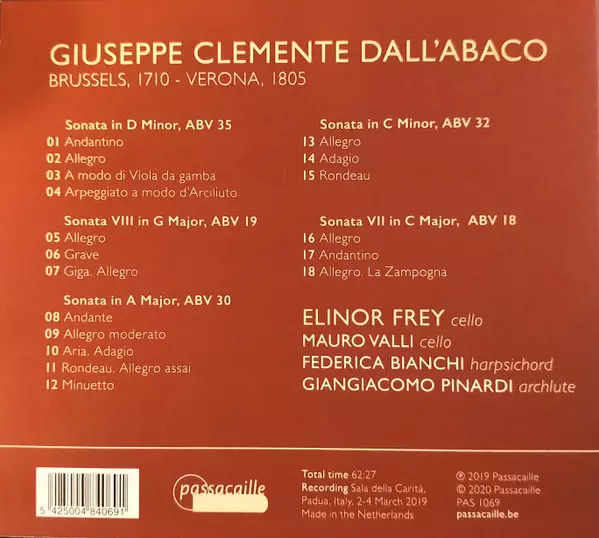 GIUSEPPE CLEMENTE DALL'ABACO
BRUSSELS, 1710 - VERONA, 1805
Sonata in D Minor, ABV 35
01 Andantino
02 Allegro
03 A modo di Viola da gamba
04 Arpeggiato a modo d'Arciliuto
Sonata VIII in G Major, ABV 19
05 Allegro
06 Grave
07 Giga. Allegro
Sonata in A Major, ABV 30
08 Andante
09 Allegro moderato
10 Aria. Adagio
11 Rondeau. Allegro assai
12 Minuetto
Sonata in C Minor, ABV 32
13 Allegro
14 Adagio
15 Rondeau
Sonata VII in C Major, ABV 18
16 Allegro
17 Andantino
18 Allegro. La Zampogna
ELINOR FREY cello
MAURO VALLI cello
FEDERICA BIANCHI harpsichord
GIANGIACOMO PINARDI archlute
5 425004 840691
passacaille
Total time 62:27
Recording Sala della Carità,
Padua, Italy, 2-4 March 2019
Made in the Netherlands
℗ 2019 Passacaille
© 2020 Passacaille
PAS 1069
passacaille.be